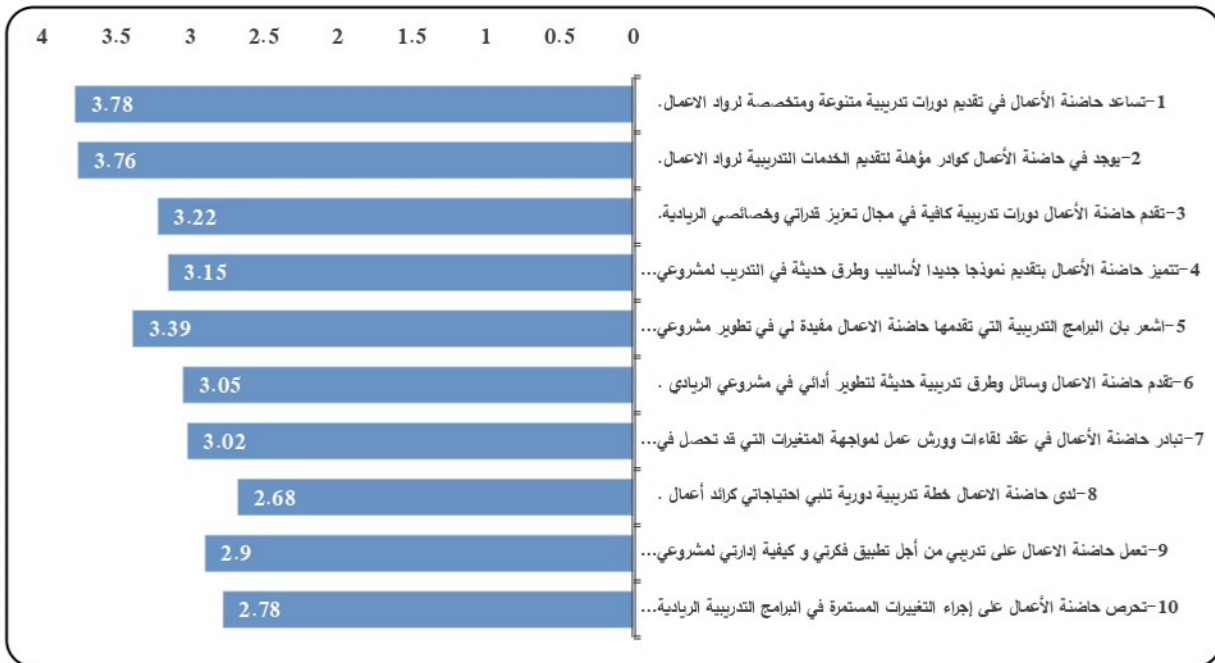 4 3.5 3 2.5 2 1.5 1 0.5 0
1-تساعد حاضنة الأعمال في تقديم دورات تدريبية متنوعة ومتخصصة لرواد الاعمال.
3.78
2-يوجد في حاضنة الأعمال كوادر مؤهلة لتقديم الخدمات التدريبية لرواد الاعمال.
3.76
3-تقدم حاضنة الأعمال دورات تدريبية كافية في مجال تعزيز قدراتي وخصائصي الريادية.
3.22
4-تتميز حاضنة الأعمال بتقديم نموذجا جديدا لأساليب وطرق حديثة في التدريب لمشروعي...
3.15
5-اشعر بان البرامج التدريبية التي تقدمها حاضنة الاعمال مفيدة لي في تطوير مشروعي...
3.39
6-تقدم حاضنة الاعمال وسائل وطرق تدريبية حديثة لتطوير أدائي في مشروعي الريادي .
3.05
7-تبادر حاضنة الأعمال في عقد لقاءات وورش عمل لمواجهة المتغيرات التي قد تحصل في...
3.02
8-لدى حاضنة الاعمال خطة تدريبية دورية تلبي احتياجاتي كرائد أعمال .
2.68
9-تعمل حاضنة الاعمال على تدريبي من أجل تطبيق فكرتي و كيفية إدارتي لمشروعي...
2.9
10-تحرص حاضنة الأعمال على إجراء التغييرات المستمرة في البرامج التدريبية الريادية...
2.78